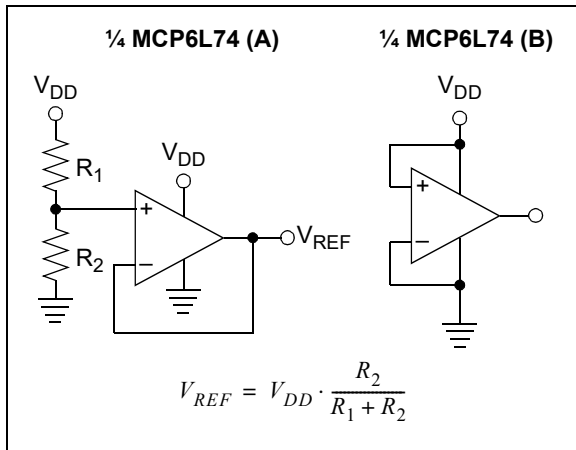 ¼ MCP6L74 (A)
¼ MCP6L74 (B)
V_DD
R_1
R_2
V_DD
+
–
V_REF
V_DD
+
–
V_REF = V_DD · R_2 / (R_1 + R_2)